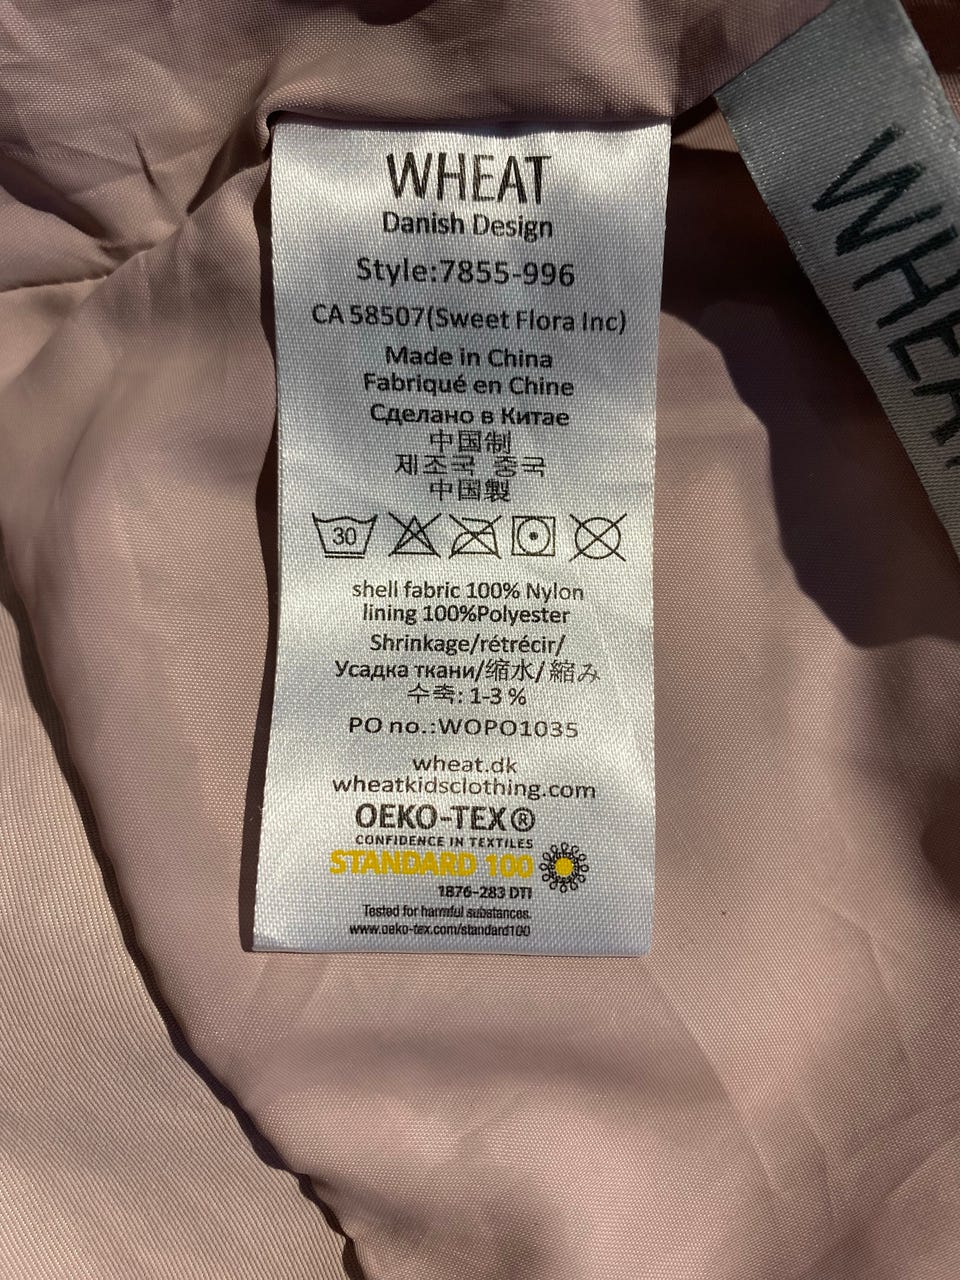 WHEAT
Danish Design
Style:7855-996
CA 58507(Sweet Flora Inc)
Made in China
Fabriqué en Chine
Сделано в Китае
中国制
제조국 중국
中国製
30
shell fabric 100% Nylon
lining 100%Polyester
Shrinkage/rétrécir/
Усадка ткани/缩水/縮み
수축: 1-3 %
PO no.:WOPO1035
wheat.dk
wheatkidsclothing.com
OEKO-TEX®
CONFIDENCE IN TEXTILES
STANDARD 100
1876-283 DTI
Tested for harmful substances.
www.oeko-tex.com/standard100
WHEAT